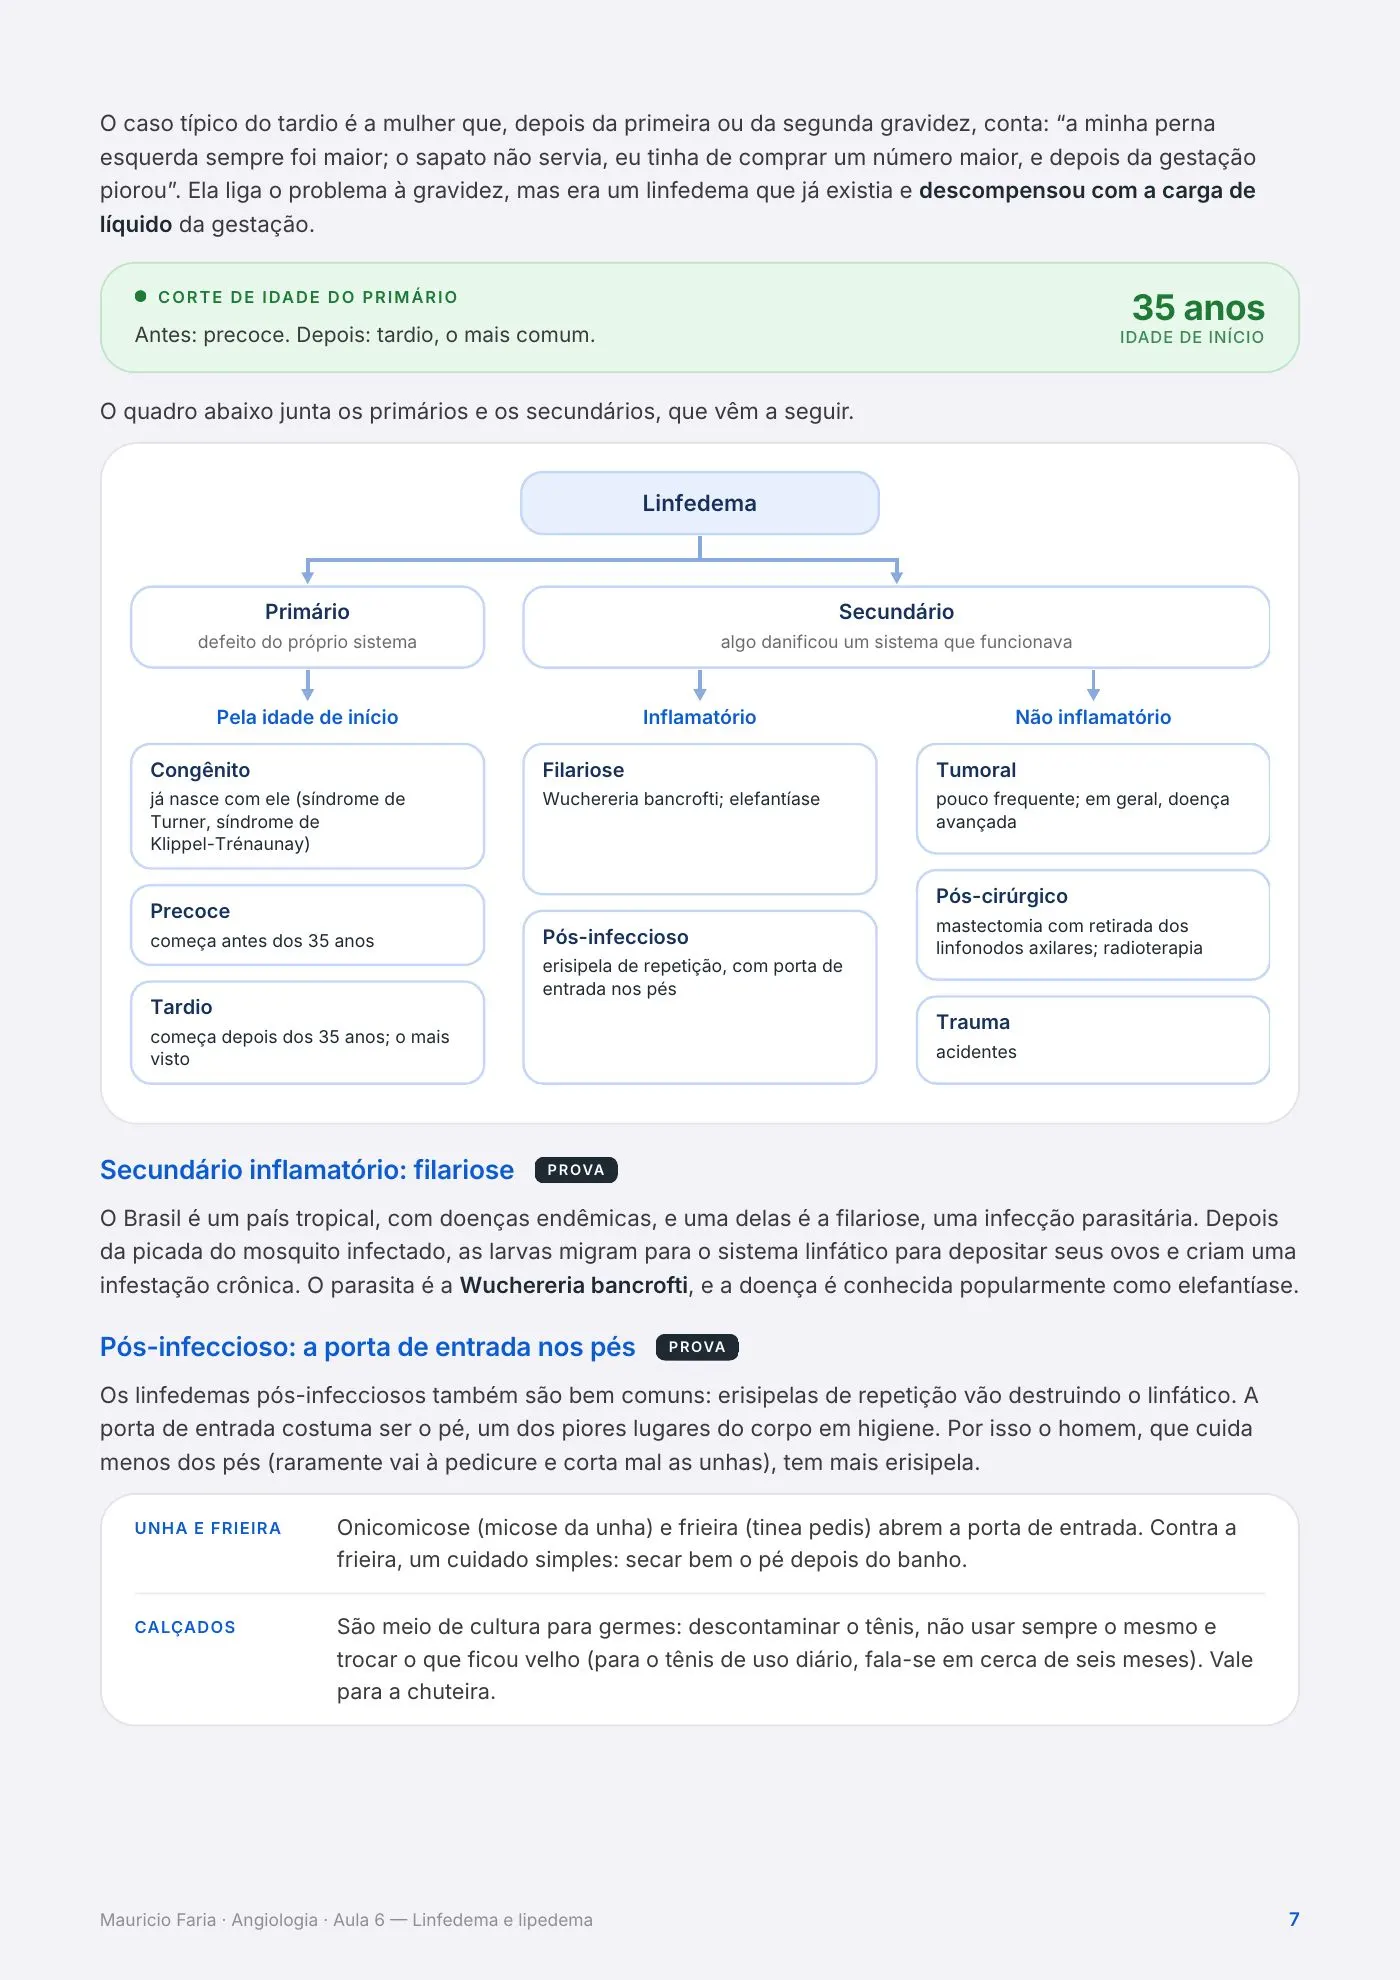 O caso típico do tardio é a mulher que, depois da primeira ou da segunda gravidez, conta: “a minha perna
esquerda sempre foi maior; o sapato não servia, eu tinha de comprar um número maior, e depois da gestação
piorou”. Ela liga o problema à gravidez, mas era um linfedema que já existia e descompensou com a carga de
líquido da gestação.
CORTE DE IDADE DO PRIMÁRIO
Antes: precoce. Depois: tardio, o mais comum.
35 anos
IDADE DE INÍCIO
O quadro abaixo junta os primários e os secundários, que vêm a seguir.
Linfedema
Primário
defeito do próprio sistema
Secundário
algo danificou um sistema que funcionava
Pela idade de início
Congênito
já nasce com ele (síndrome de
Turner, síndrome de
Klippel-Trénaunay)
Precoce
começa antes dos 35 anos
Tardio
começa depois dos 35 anos; o mais
visto
Inflamatório
Filariose
Wuchereria bancrofti; elefantíase
Pós-infeccioso
erisipela de repetição, com porta de
entrada nos pés
Não inflamatório
Tumoral
pouco frequente; em geral, doença
avançada
Pós-cirúrgico
mastectomia com retirada dos
linfonodos axilares; radioterapia
Trauma
acidentes
Secundário inflamatório: filariose PROVA
O Brasil é um país tropical, com doenças endêmicas, e uma delas é a filariose, uma infecção parasitária. Depois
da picada do mosquito infectado, as larvas migram para o sistema linfático para depositar seus ovos e criam uma
infestação crônica. O parasita é a Wuchereria bancrofti, e a doença é conhecida popularmente como elefantíase.
Pós-infeccioso: a porta de entrada nos pés PROVA
Os linfedemas pós-infecciosos também são bem comuns: erisipelas de repetição vão destruindo o linfático. A
porta de entrada costuma ser o pé, um dos piores lugares do corpo em higiene. Por isso o homem, que cuida
menos dos pés (raramente vai à pedicure e corta mal as unhas), tem mais erisipela.
UNHA E FRIEIRA
Onicomicose (micose da unha) e frieira (tinea pedis) abrem a porta de entrada. Contra a
frieira, um cuidado simples: secar bem o pé depois do banho.
CALÇADOS
São meio de cultura para germes: descontaminar o tênis, não usar sempre o mesmo e
trocar o que ficou velho (para o tênis de uso diário, fala-se em cerca de seis meses). Vale
para a chuteira.
Mauricio Faria · Angiologia · Aula 6 — Linfedema e lipedema
7